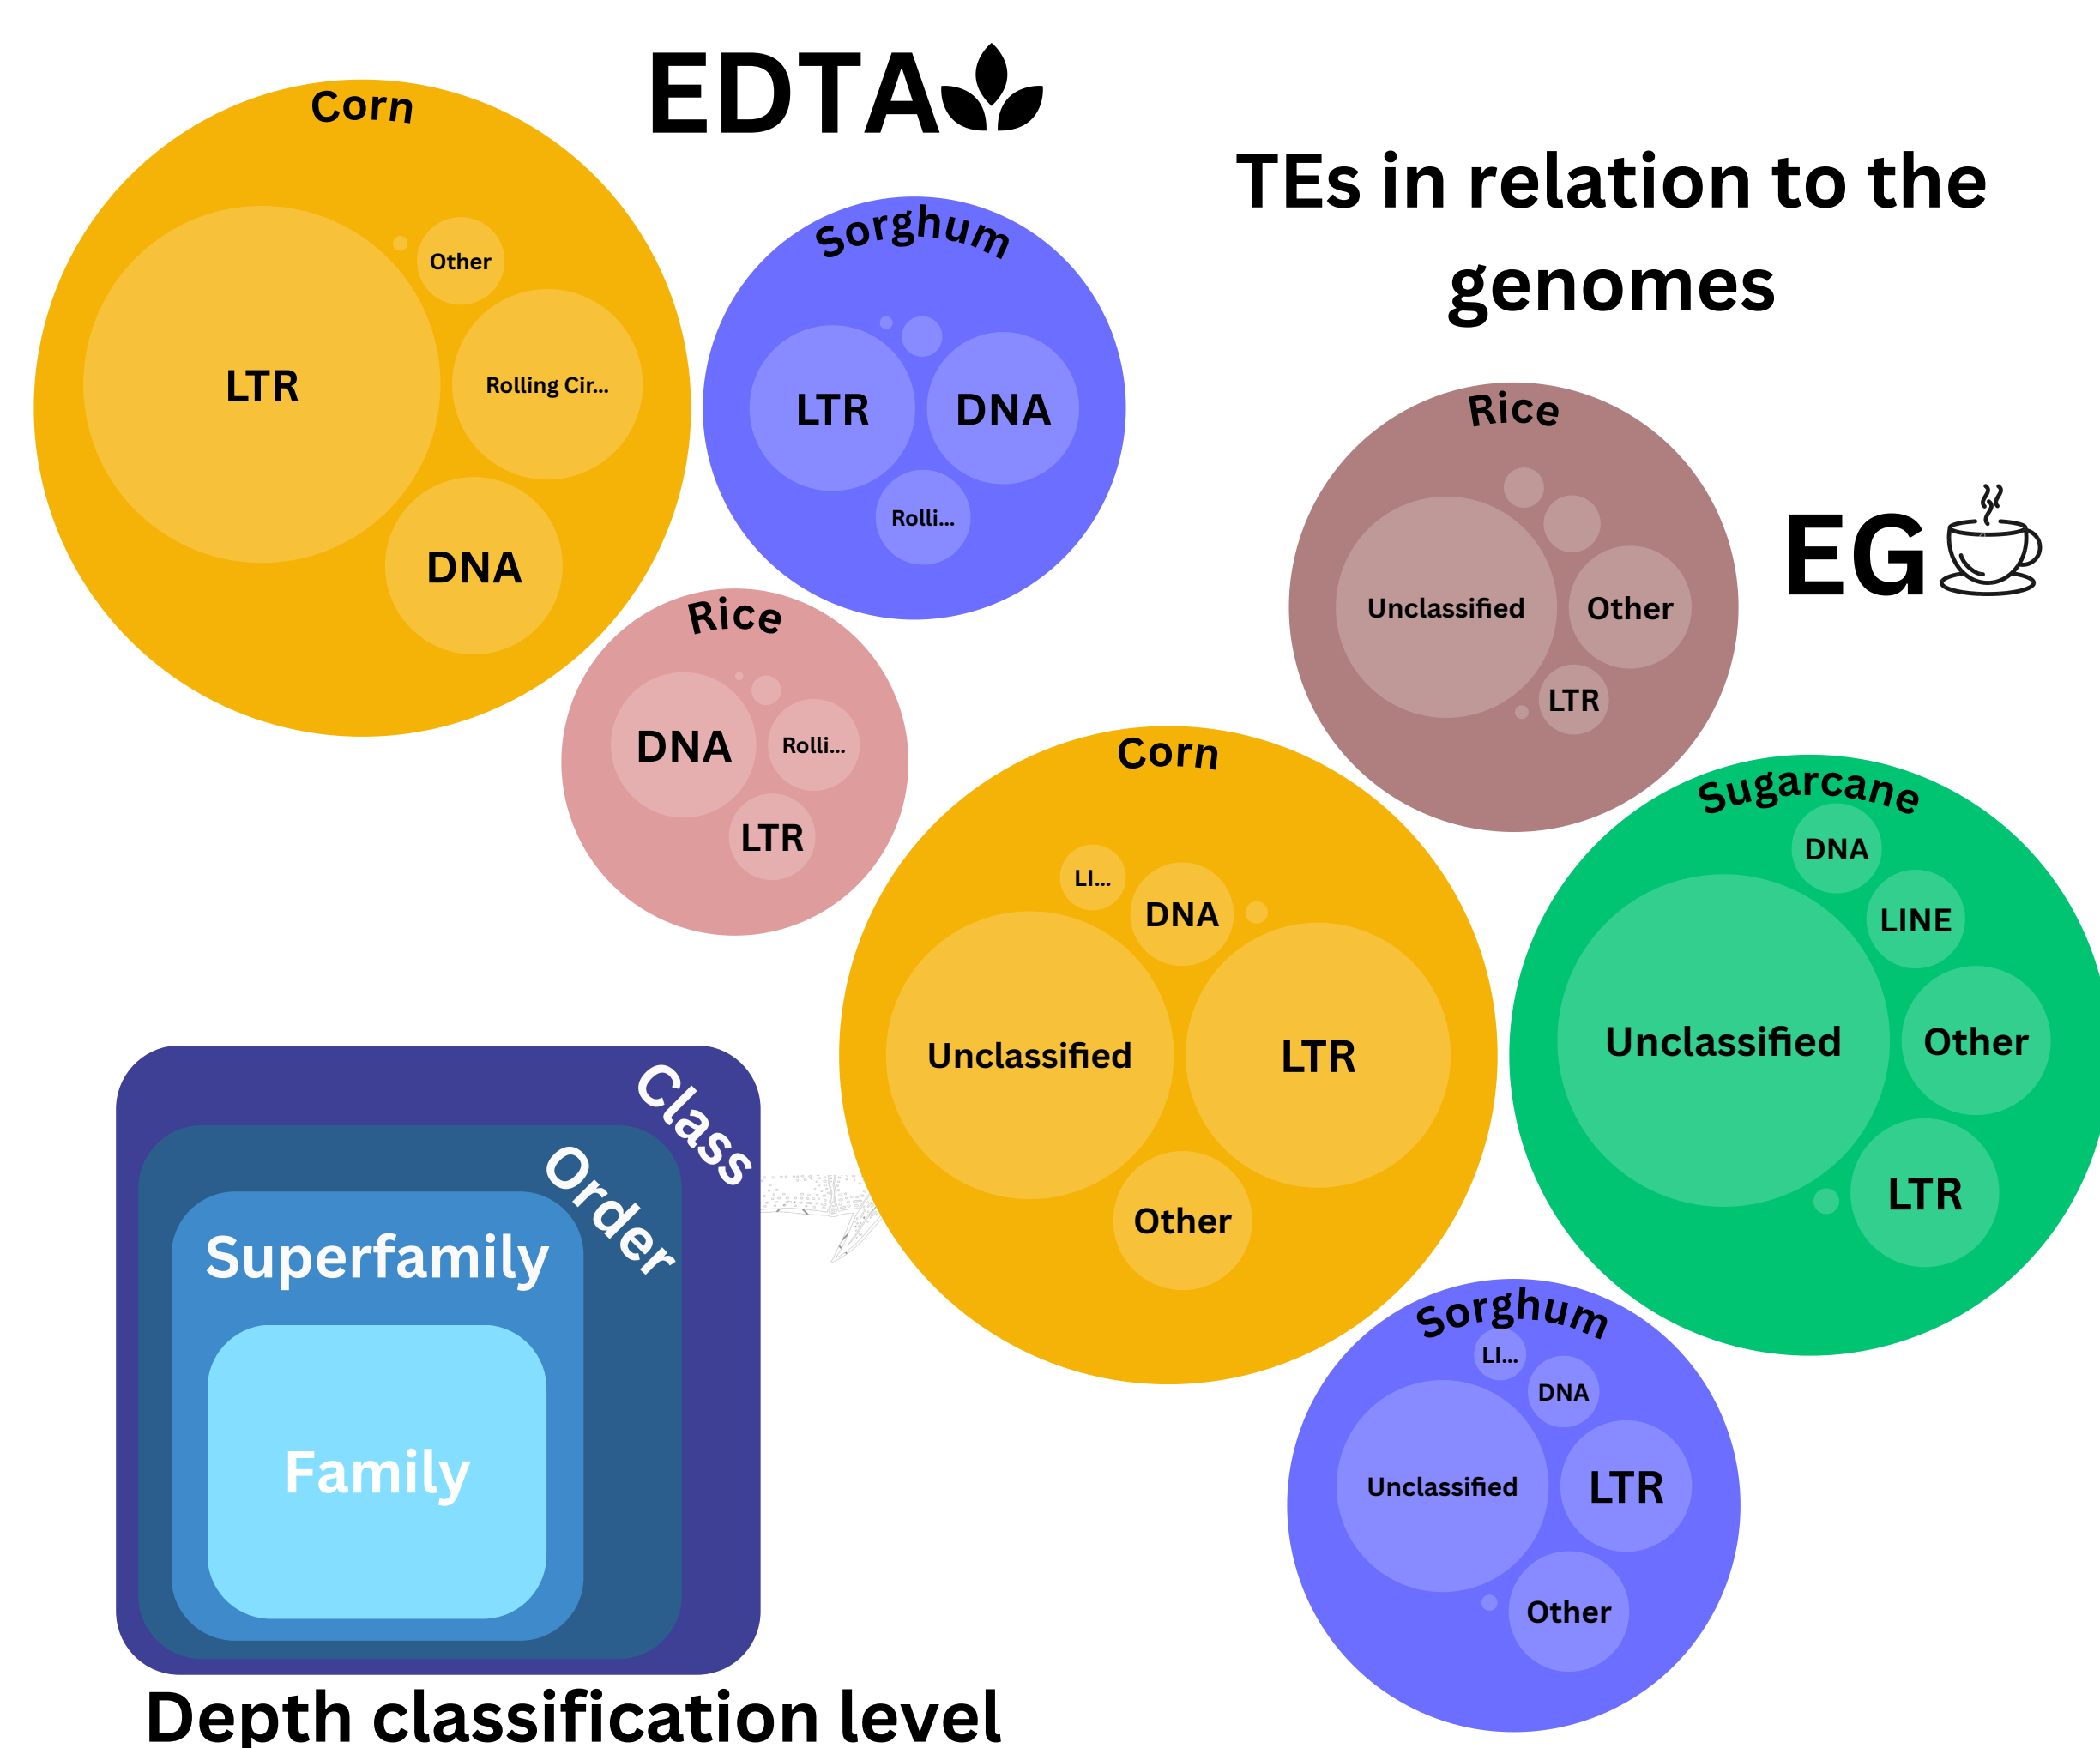 EDTA
TEs in relation to the
genomes
Corn
Other
LTR
Rolling Cir...
DNA
Sorghum
LTR
DNA
Rolli...
Rice
DNA
Rolli...
LTR
EG
Rice
Unclassified
Other
LTR
Corn
LI...
DNA
Unclassified
LTR
Other
Sugarcane
DNA
LINE
Unclassified
Other
LTR
Sorghum
LI...
DNA
Unclassified
LTR
Other
Class
Order
Superfamily
Family
Depth classification level